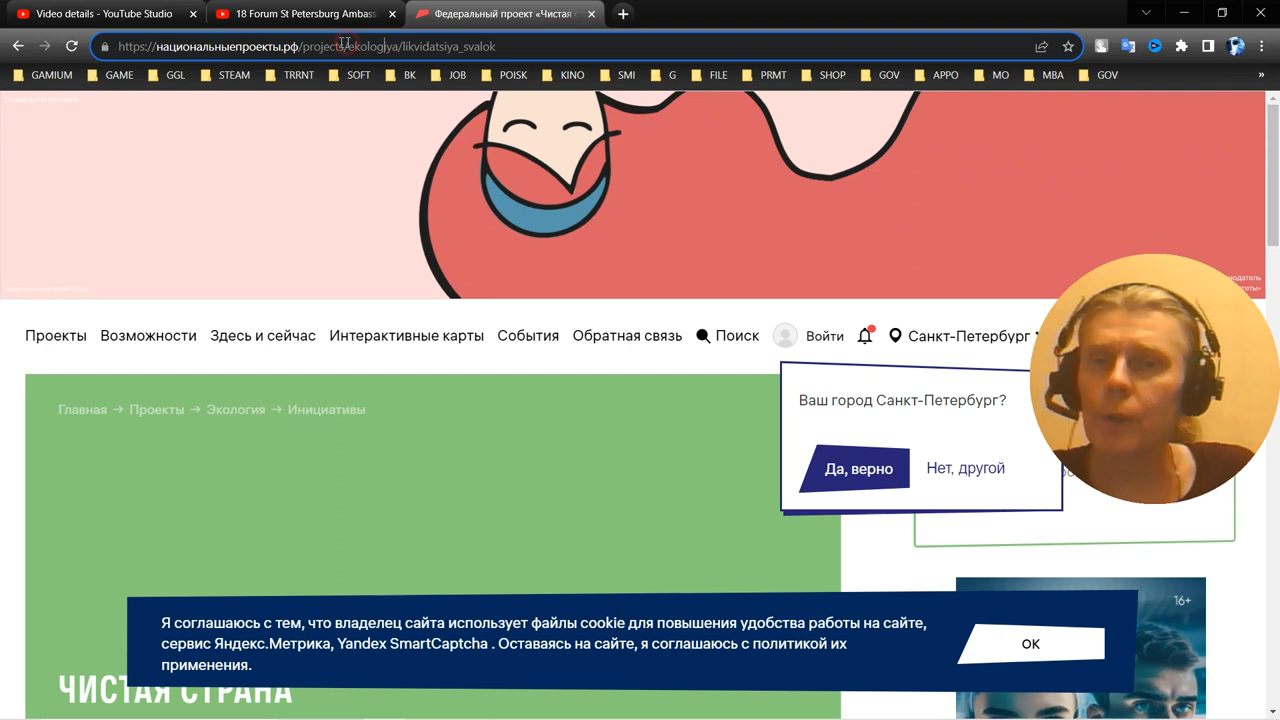 Video details - YouTube Studio
18 Forum St Petersburg Ambass
Федеральный проект «Чистая с
https://национальныепроекты.рф/projects/ekologiya/likvidatsiya_svalok
GAMIUM
GAME
GGL
STEAM
TRRNT
SOFT
BK
JOB
POISK
KINO
SMI
G
FILE
PRMT
SHOP
GOV
APPO
MO
MBA
GOV
»
Проекты
Возможности
Здесь и сейчас
Интерактивные карты
События
Обратная связь
Поиск
Войти
Санкт-Петербург
Главная → Проекты → Экология → Инициативы
Ваш город Санкт-Петербург?
Да, верно
Нет, другой
16+
Я соглашаюсь с тем, что владелец сайта использует файлы cookie для повышения удобства работы на сайте,
сервис Яндекс.Метрика, Yandex SmartCaptcha . Оставаясь на сайте, я соглашаюсь с политикой их
применения.
ОК
ЧИСТАЯ СТРАНА